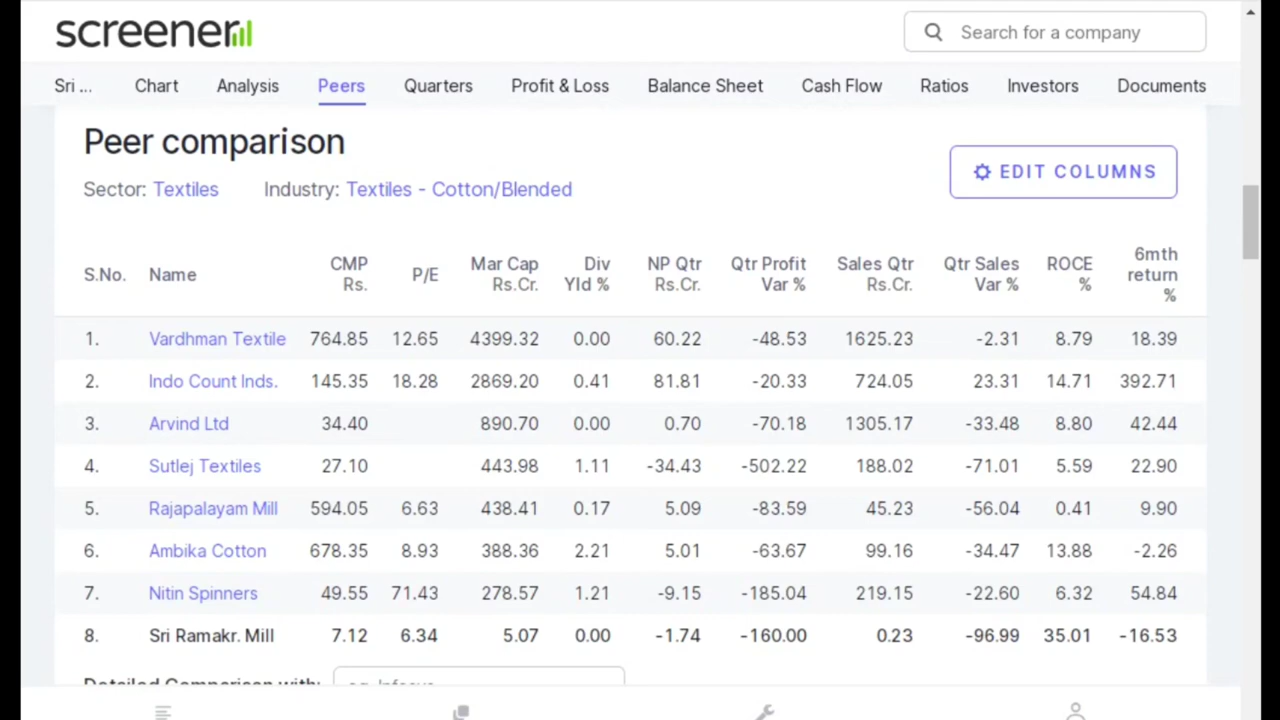 screener
Search for a company
Sri ... Chart Analysis Peers Quarters Profit & Loss Balance Sheet Cash Flow Ratios Investors Documents
Peer comparison
Sector: Textiles Industry: Textiles - Cotton/Blended
EDIT COLUMNS
S.No. Name CMP Rs. P/E Mar Cap Rs.Cr. Div Yld % NP Qtr Rs.Cr. Qtr Profit Var % Sales Qtr Rs.Cr. Qtr Sales Var % ROCE % 6mth return %
1. Vardhman Textile 764.85 12.65 4399.32 0.00 60.22 -48.53 1625.23 -2.31 8.79 18.39
2. Indo Count Inds. 145.35 18.28 2869.20 0.41 81.81 -20.33 724.05 23.31 14.71 392.71
3. Arvind Ltd 34.40 890.70 0.00 0.70 -70.18 1305.17 -33.48 8.80 42.44
4. Sutlej Textiles 27.10 443.98 1.11 -34.43 -502.22 188.02 -71.01 5.59 22.90
5. Rajapalayam Mill 594.05 6.63 438.41 0.17 5.09 -83.59 45.23 -56.04 0.41 9.90
6. Ambika Cotton 678.35 8.93 388.36 2.21 5.01 -63.67 99.16 -34.47 13.88 -2.26
7. Nitin Spinners 49.55 71.43 278.57 1.21 -9.15 -185.04 219.15 -22.60 6.32 54.84
8. Sri Ramakr. Mill 7.12 6.34 5.07 0.00 -1.74 -160.00 0.23 -96.99 35.01 -16.53
Detailed Comparison with: